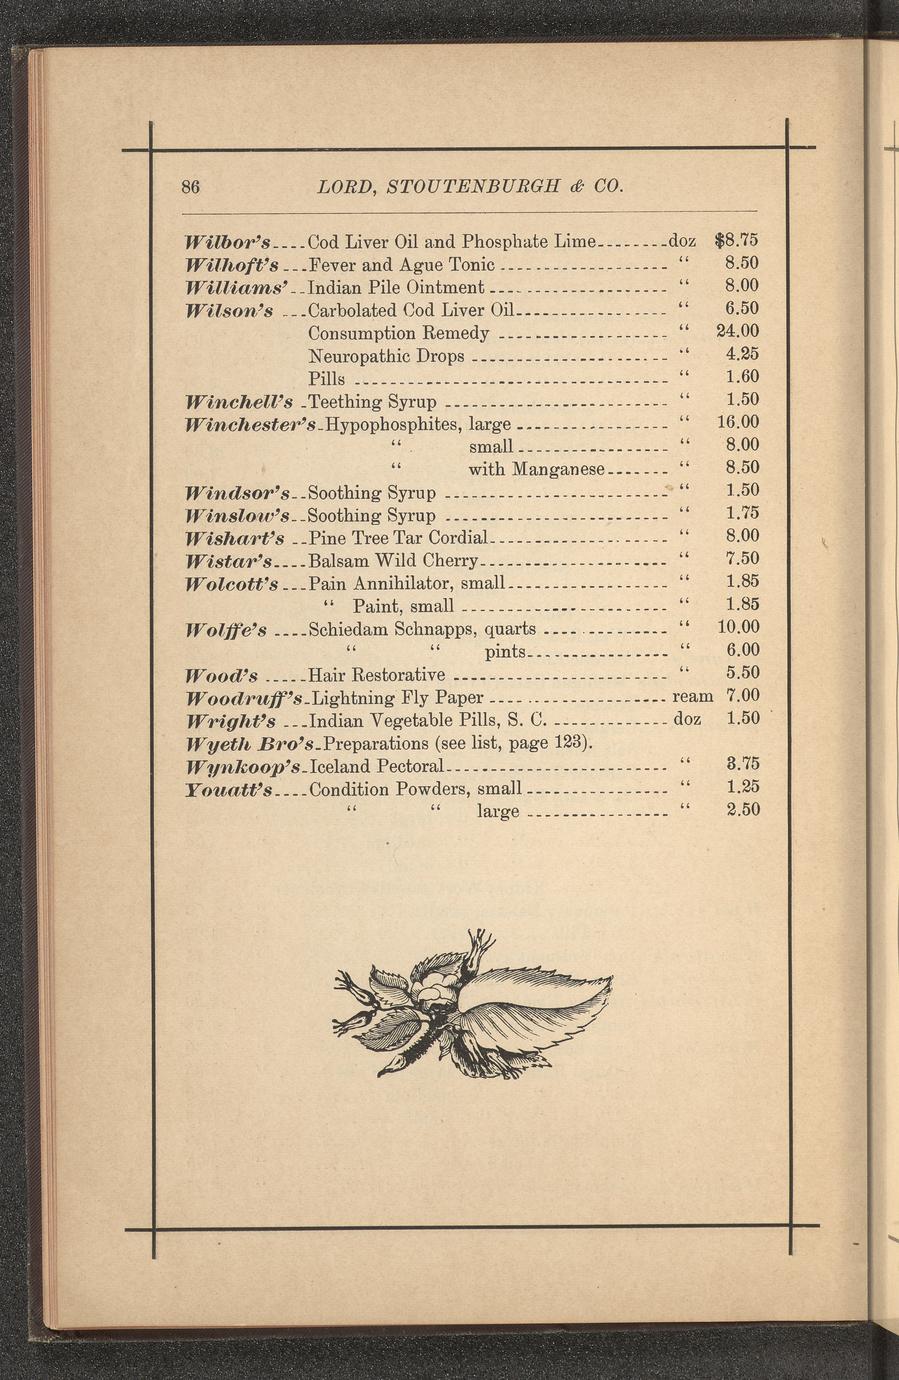 86 LORD, STOUTENBURGH & CO.
Wilbor's....Cod Liver Oil and Phosphate Lime........doz $8.75
Wilhoft's ...Fever and Ague Tonic ................... " 8.50
Williams'..Indian Pile Ointment.................... " 8.00
Wilson's ...Carbolated Cod Liver Oil................. " 6.50
Consumption Remedy ................... " 24.00
Neuropathic Drops ...................... " 4.25
Pills ................................... " 1.60
Winchell's .Teething Syrup ......................... " 1.50
Winchester's.Hypophosphites, large ................. " 16.00
" small................. " 8.00
" with Manganese....... " 8.50
Windsor's..Soothing Syrup ......................... " 1.50
Winslow's..Soothing Syrup ......................... " 1.75
Wishart's ..Pine Tree Tar Cordial.................... " 8.00
Wistar's....Balsam Wild Cherry..................... " 7.50
Wolcott's ...Pain Annihilator, small.................. " 1.85
" Paint, small ....................... " 1.85
Wolffe's ....Schiedam Schnapps, quarts .............. " 10.00
" " pints................ " 6.00
Wood's .....Hair Restorative ........................ " 5.50
Woodruff's.Lightning Fly Paper .................... ream 7.00
Wright's ...Indian Vegetable Pills, S. C. ............. doz 1.50
Wyeth Bro's.Preparations (see list, page 123).
Wynkoop's.Iceland Pectoral......................... " 3.75
Youatt's....Condition Powders, small................ " 1.25
" " large ................ " 2.50